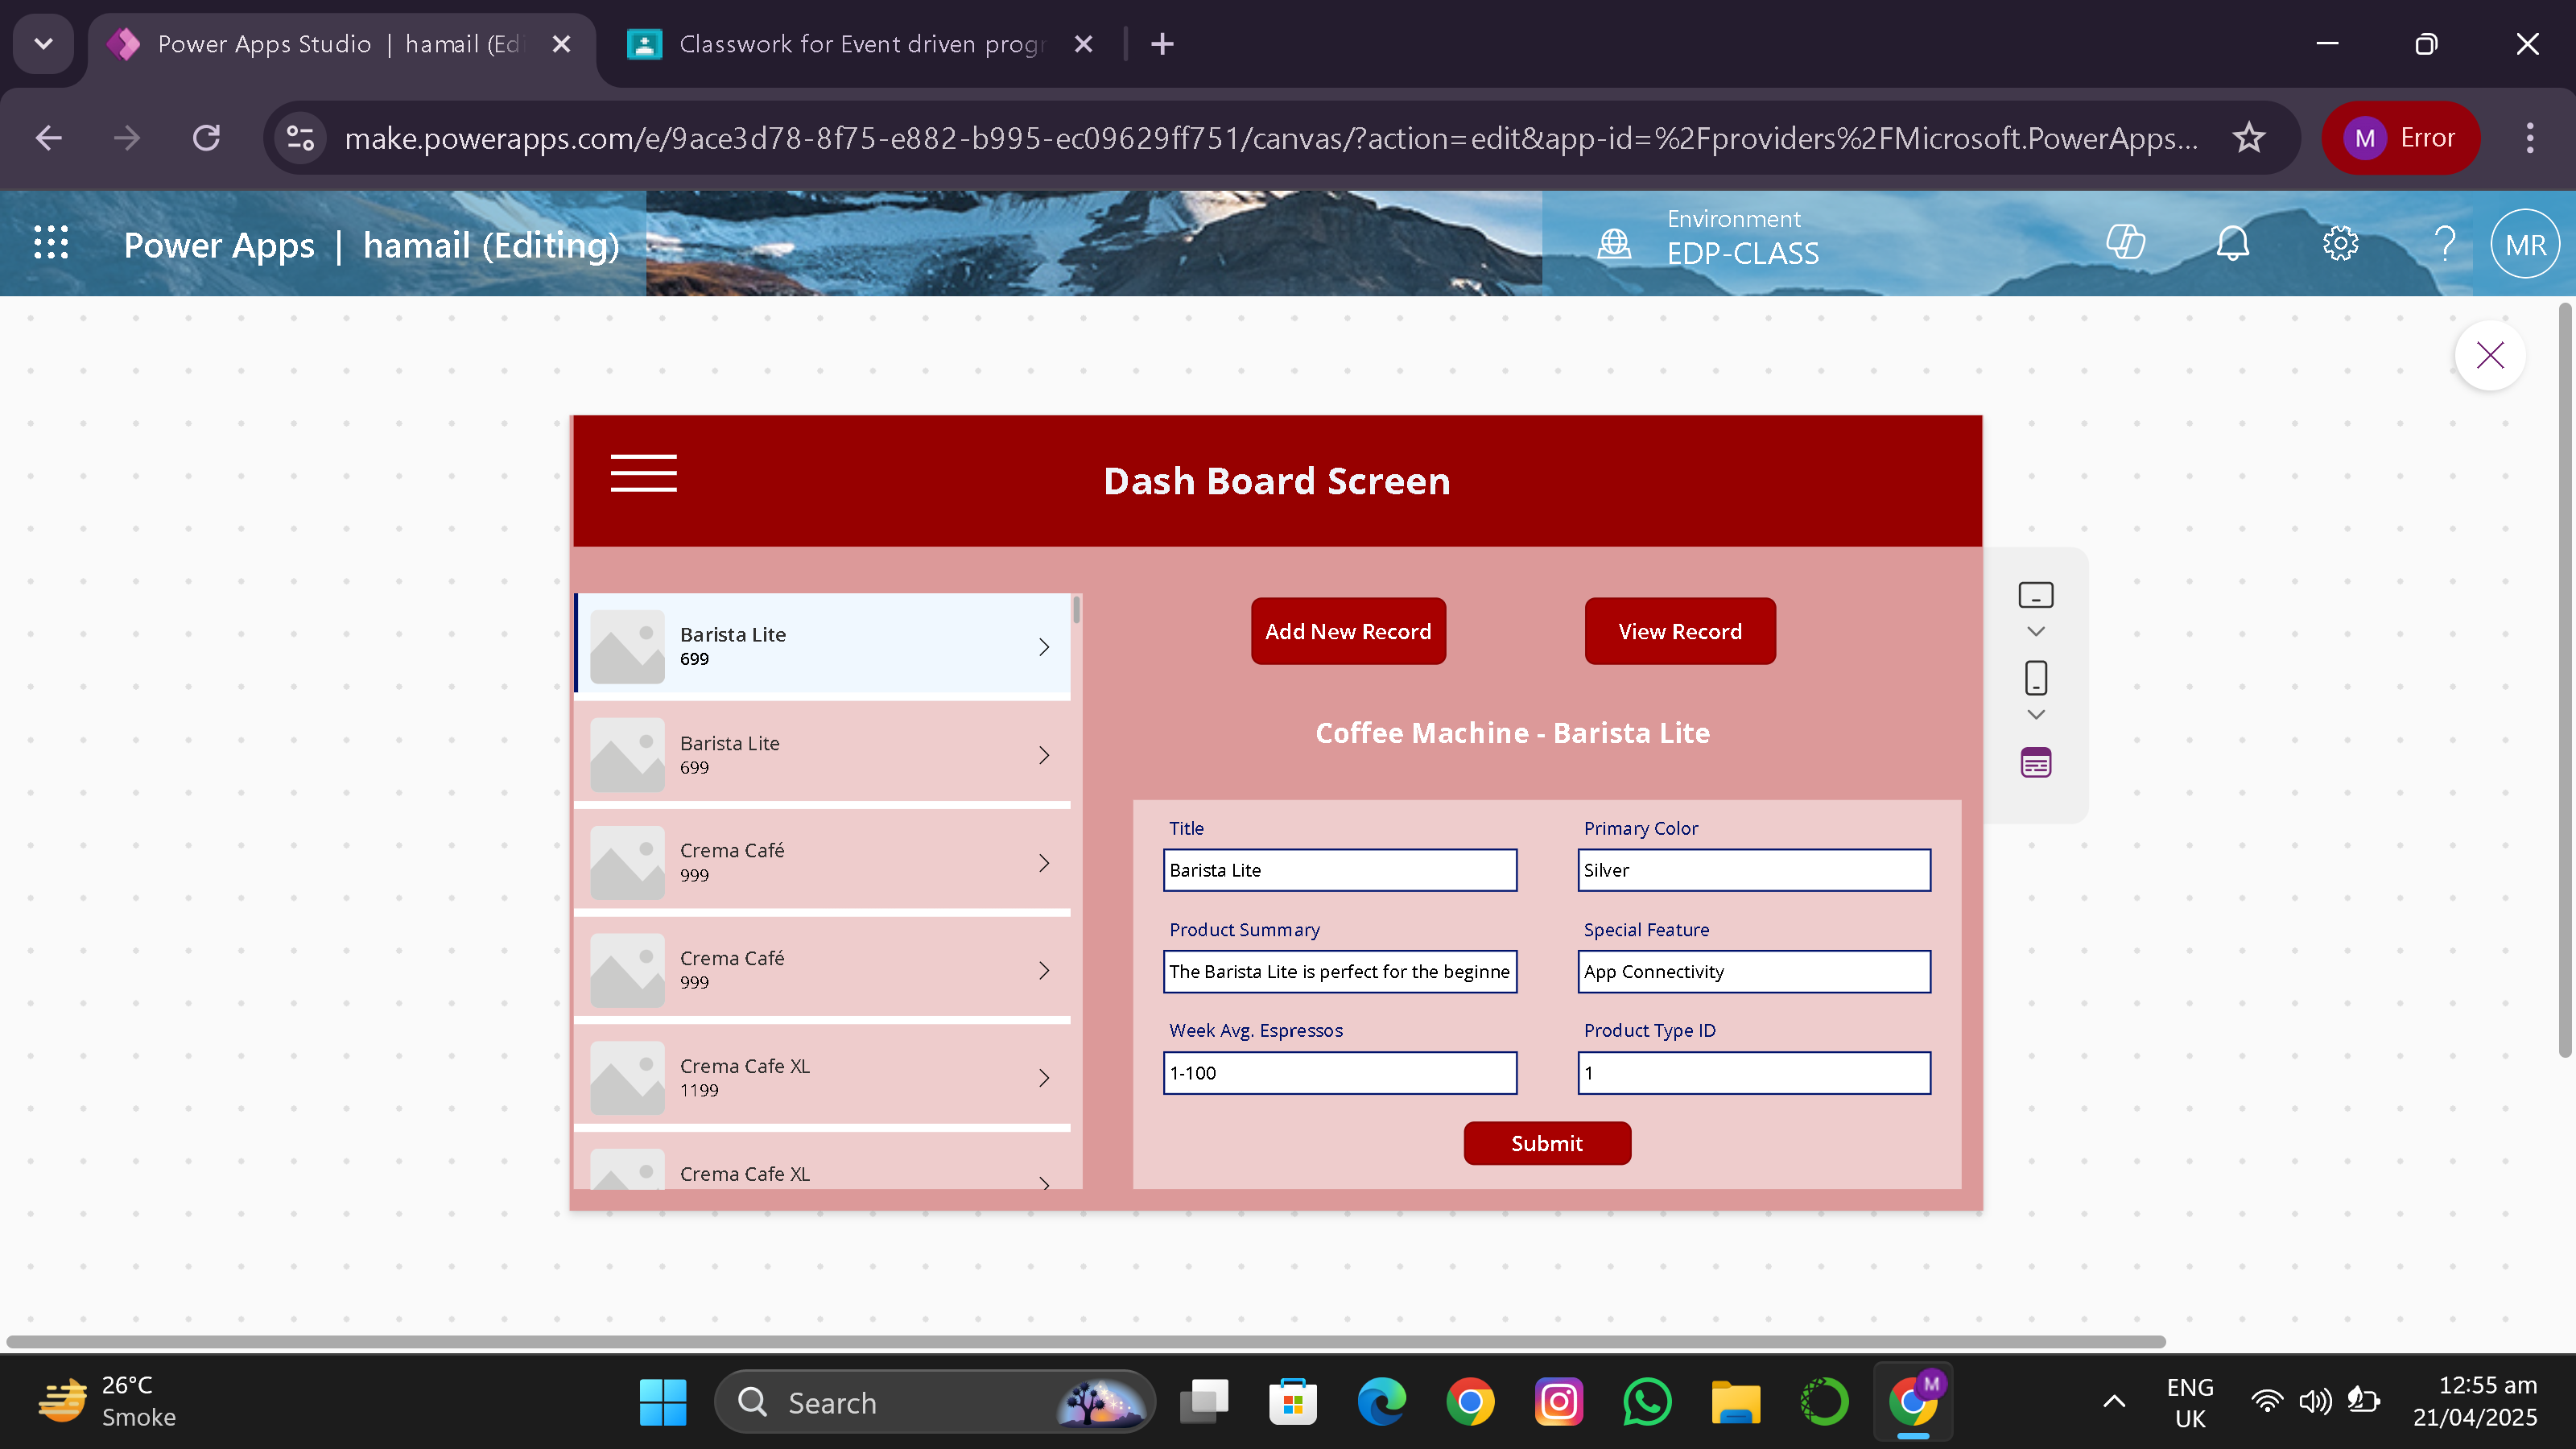 Power Apps Studio | hamail (Edi
Classwork for Event driven progr
make.powerapps.com/e/9ace3d78-8f75-e882-b995-ec09629ff751/canvas/?action=edit&app-id=%2Fproviders%2FMicrosoft.PowerApps...
M Error
Power Apps | hamail (Editing)
Environment
EDP-CLASS
MR
Dash Board Screen
Barista Lite
699
Barista Lite
699
Crema Café
999
Crema Café
999
Crema Cafe XL
1199
Crema Cafe XL
Add New Record
View Record
Coffee Machine - Barista Lite
Title
Primary Color
Barista Lite
Silver
Product Summary
Special Feature
The Barista Lite is perfect for the beginne
App Connectivity
Week Avg. Espressos
Product Type ID
1-100
1
Submit
26°C
Smoke
Search
M
ENG
UK
12:55 am
21/04/2025